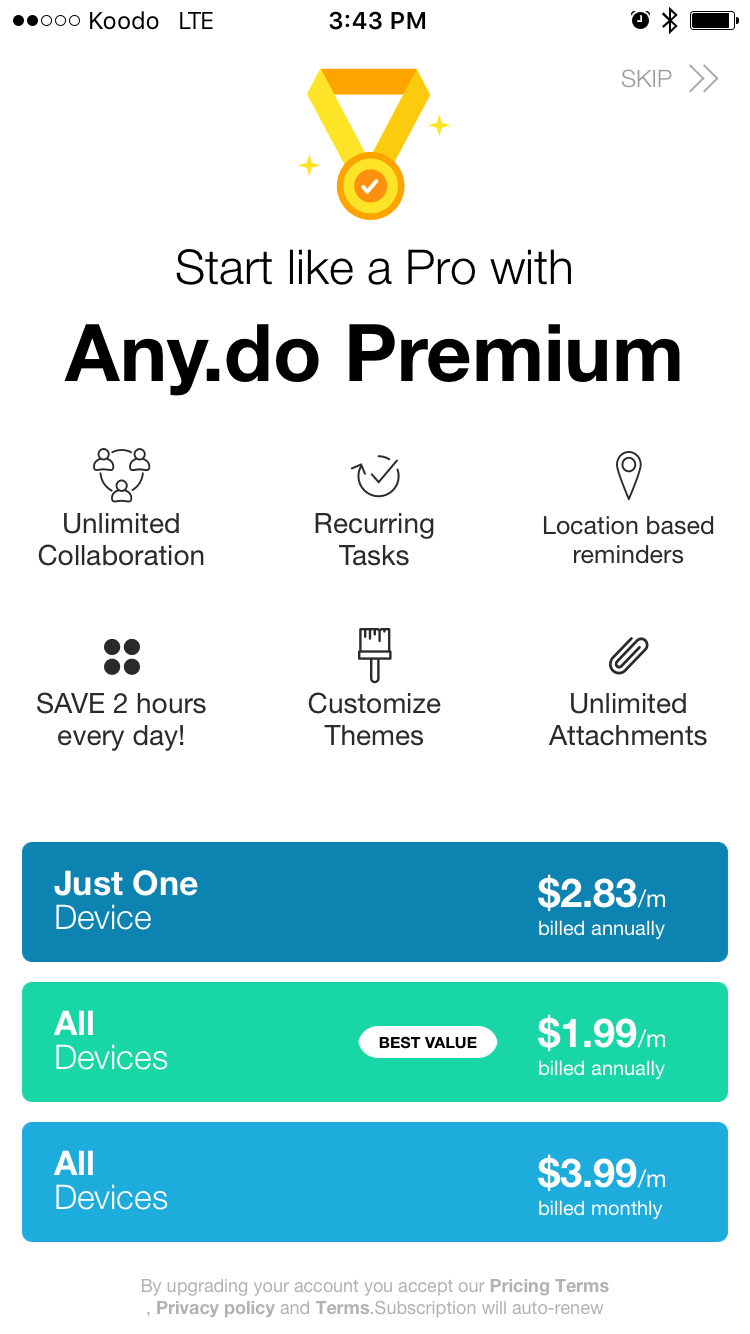 Koodo LTE 3:43 PM
SKIP
Start like a Pro with
Any.do Premium
Unlimited
Collaboration
Recurring
Tasks
Location based
reminders
SAVE 2 hours
every day!
Customize
Themes
Unlimited
Attachments
Just One
Device
$2.83/m
billed annually
All
Devices
BEST VALUE
$1.99/m
billed annually
All
Devices
$3.99/m
billed monthly
By upgrading your account you accept our Pricing Terms
, Privacy policy and Terms.Subscription will auto-renew